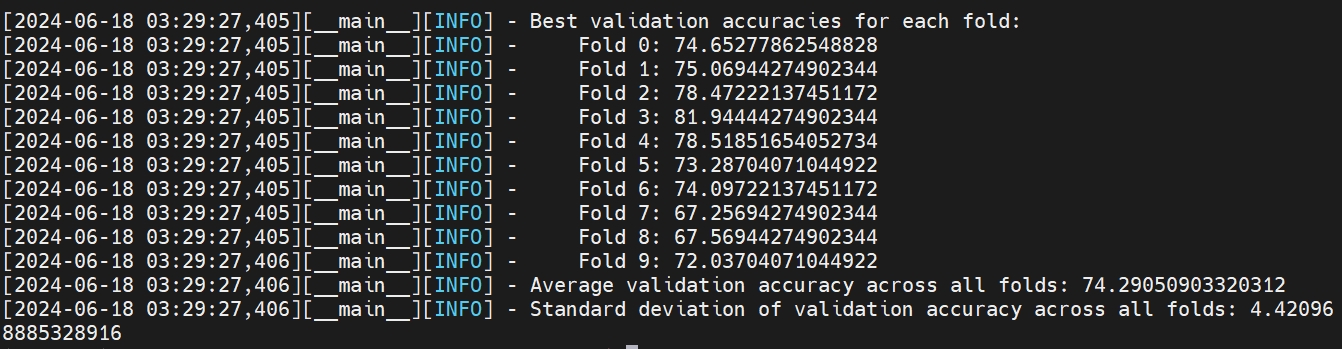 [2024-06-18 03:29:27,405][__main__][INFO] - Best validation accuracies for each fold:
[2024-06-18 03:29:27,405][__main__][INFO] -     Fold 0: 74.65277862548828
[2024-06-18 03:29:27,405][__main__][INFO] -     Fold 1: 75.06944274902344
[2024-06-18 03:29:27,405][__main__][INFO] -     Fold 2: 78.47222137451172
[2024-06-18 03:29:27,405][__main__][INFO] -     Fold 3: 81.94444274902344
[2024-06-18 03:29:27,405][__main__][INFO] -     Fold 4: 78.51851654052734
[2024-06-18 03:29:27,405][__main__][INFO] -     Fold 5: 73.28704071044922
[2024-06-18 03:29:27,405][__main__][INFO] -     Fold 6: 74.09722137451172
[2024-06-18 03:29:27,405][__main__][INFO] -     Fold 7: 67.25694274902344
[2024-06-18 03:29:27,405][__main__][INFO] -     Fold 8: 67.56944274902344
[2024-06-18 03:29:27,406][__main__][INFO] -     Fold 9: 72.03704071044922
[2024-06-18 03:29:27,406][__main__][INFO] - Average validation accuracy across all folds: 74.29050903320312
[2024-06-18 03:29:27,406][__main__][INFO] - Standard deviation of validation accuracy across all folds: 4.42096
8885328916